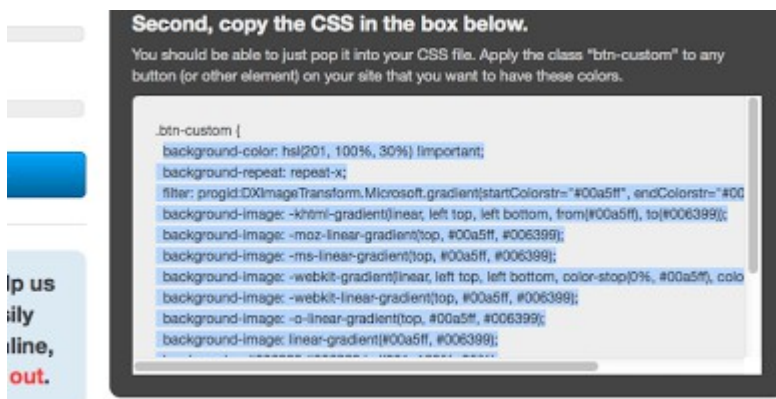 Second, copy the CSS in the box below.
You should be able to just pop it into your CSS file. Apply the class "btn-custom" to any
button (or other element) on your site that you want to have these colors.
.btn-custom {
background-color: hsl(201, 100%, 30%) !important;
background-repeat: repeat-x;
filter: progid:DXImageTransform.Microsoft.gradient(startColorstr="#00a5ff", endColorstr="#00
background-image: -khtml-gradient(linear, left top, left bottom, from(#00a5ff), to(#006399));
background-image: -moz-linear-gradient(top, #00a5ff, #006399);
background-image: -ms-linear-gradient(top, #00a5ff, #006399);
background-image: -webkit-gradient(linear, left top, left bottom, color-stop(0%, #00a5ff), colo
background-image: -webkit-linear-gradient(top, #00a5ff, #006399);
background-image: -o-linear-gradient(top, #00a5ff, #006399);
background-image: linear-gradient(#00a5ff, #006399);
lp us
sily
line,
out.